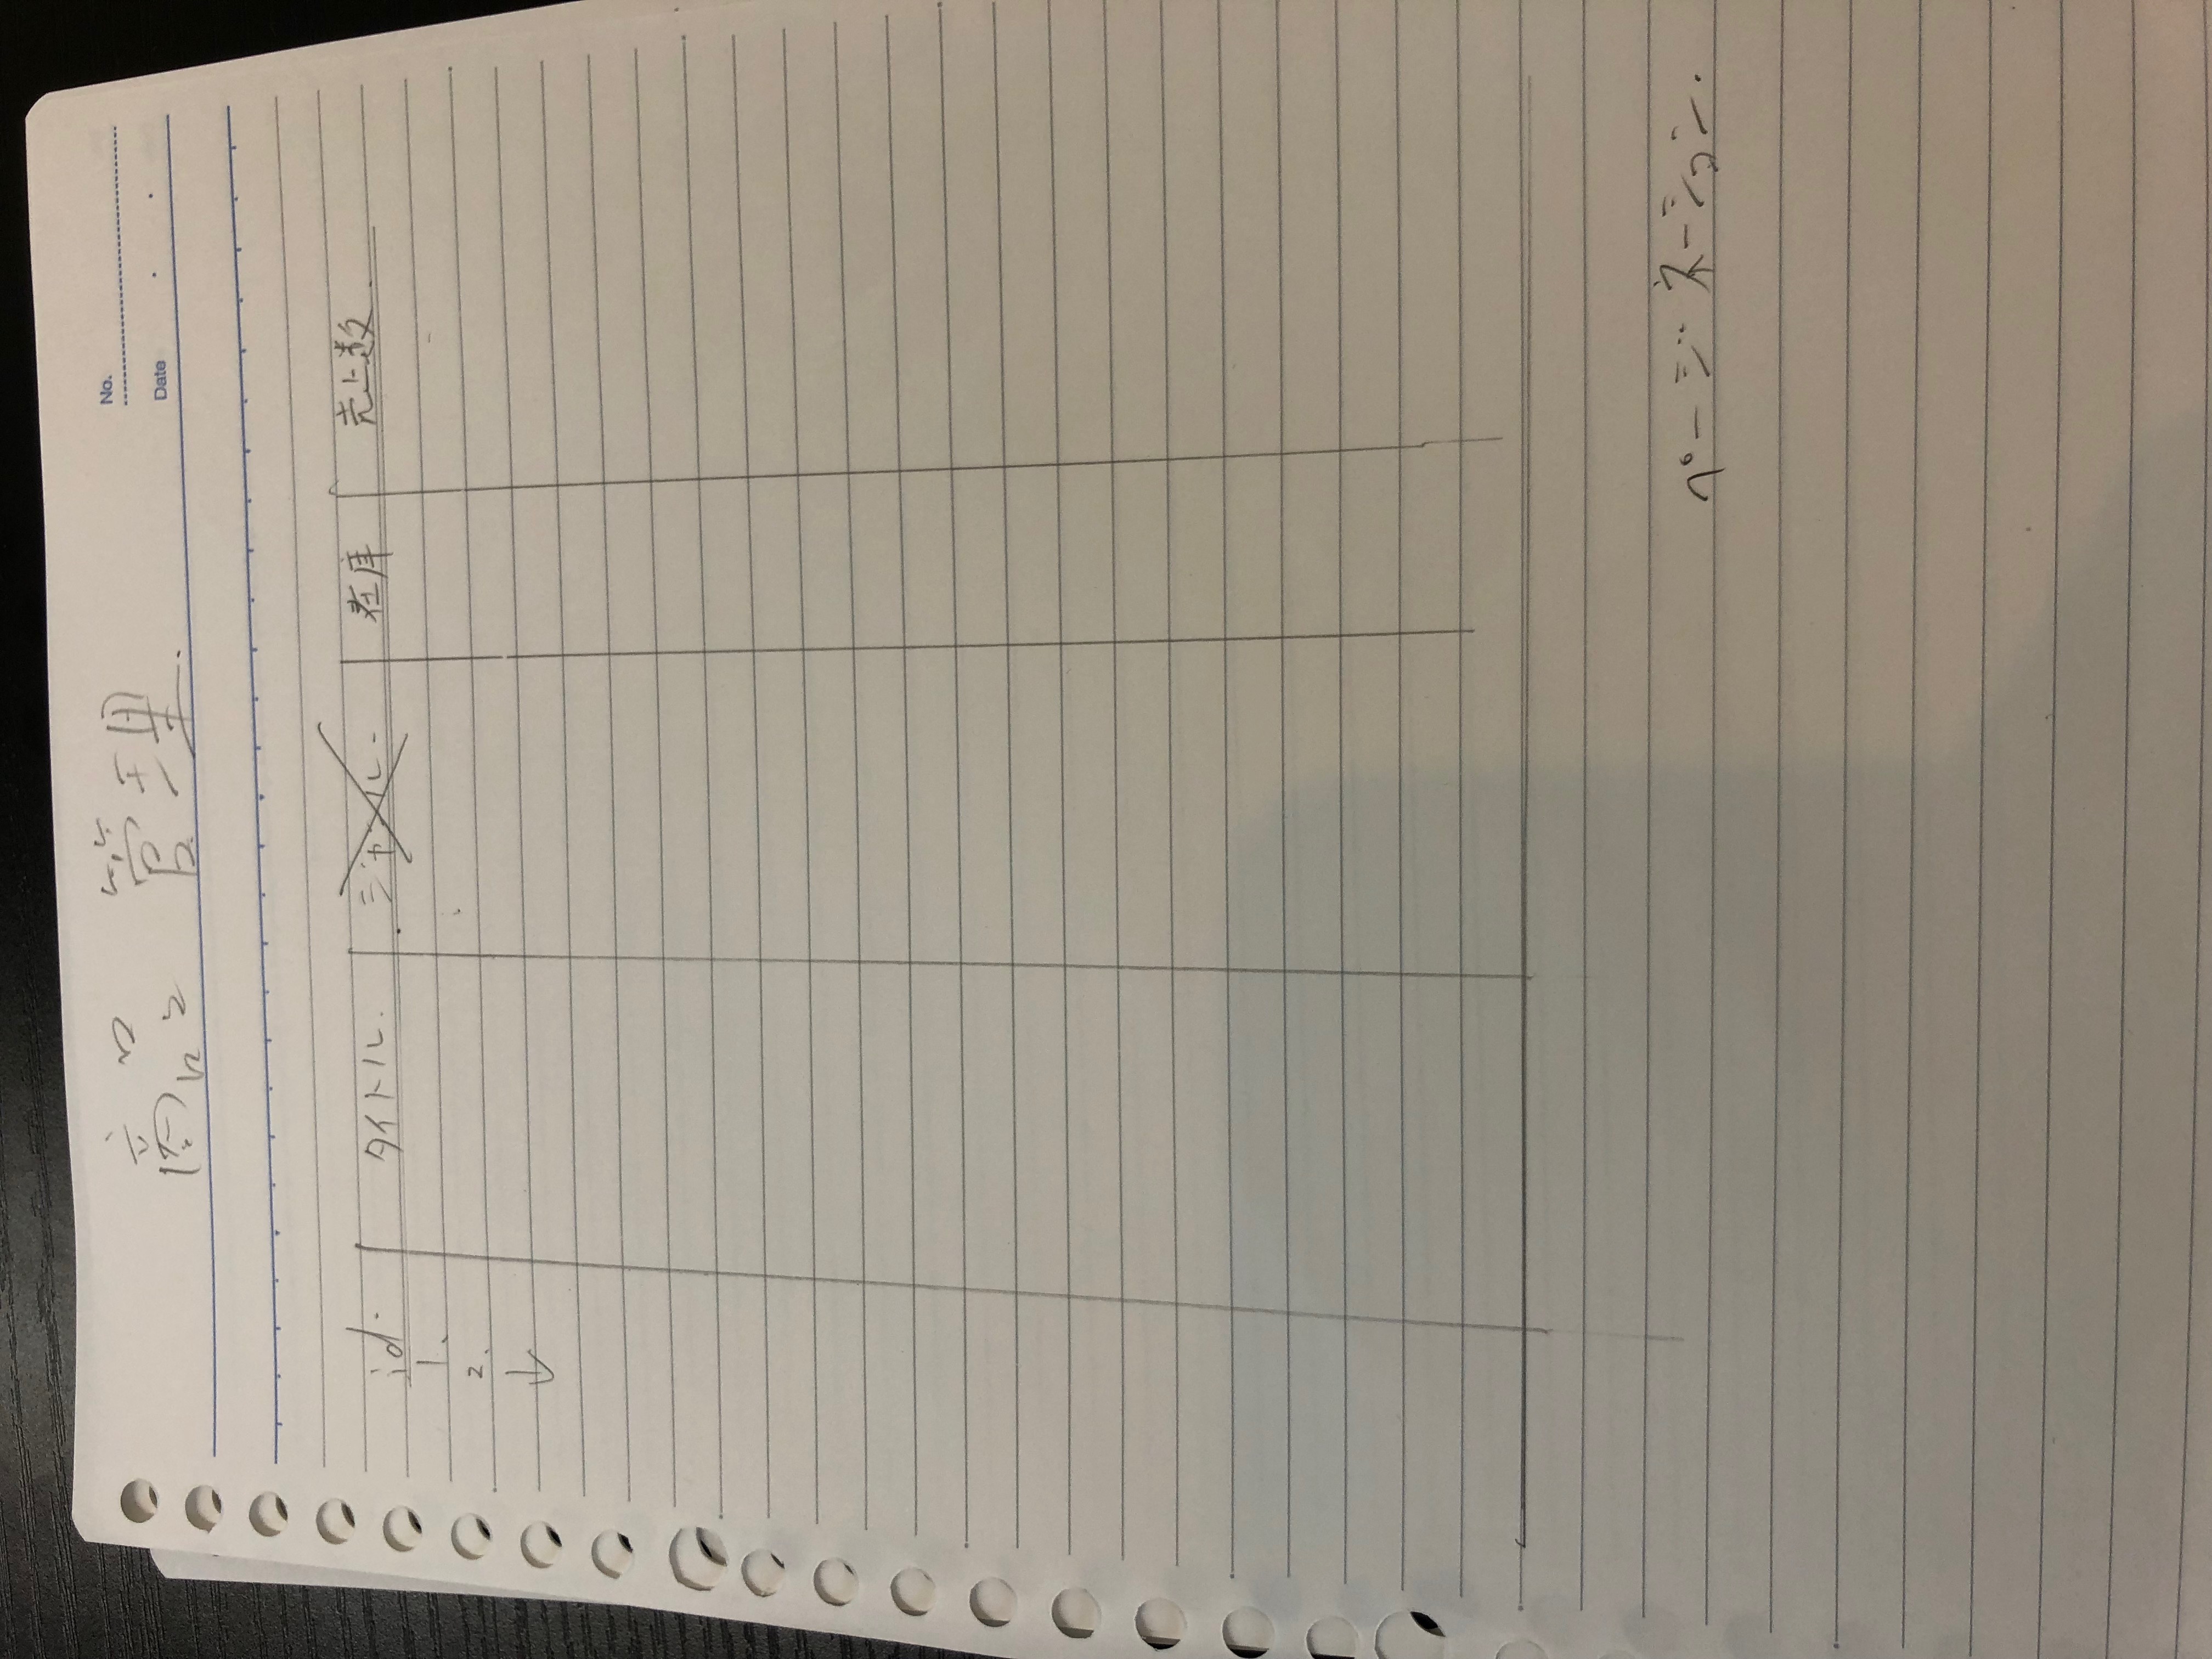 商品 管理.
No.
Date
id. タイトル. ジャンル. 在庫 売上数.
1.
2.
ページネーション.